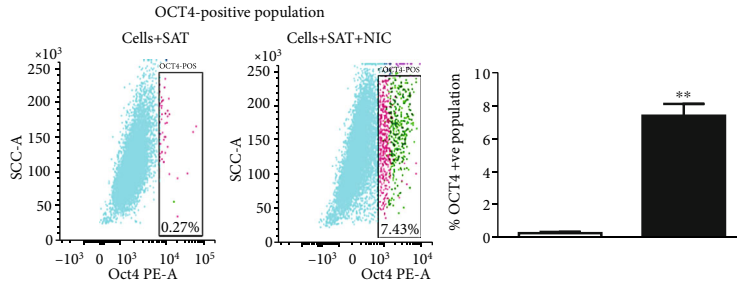 OCT4-positive population
Cells+SAT
×10³
OCT4-POS
250
200
150
100
50
0
SCC-A
0.27%
−10³ 0 10³ 10⁴ 10⁵
Oct4 PE-A
Cells+SAT+NIC
×10³
OCT4-POS
250
200
150
100
50
0
SCC-A
7.43%
−10³ 0 10³ 10⁴
Oct4 PE-A
10
8
6
4
2
0
% OCT4 +ve population
**